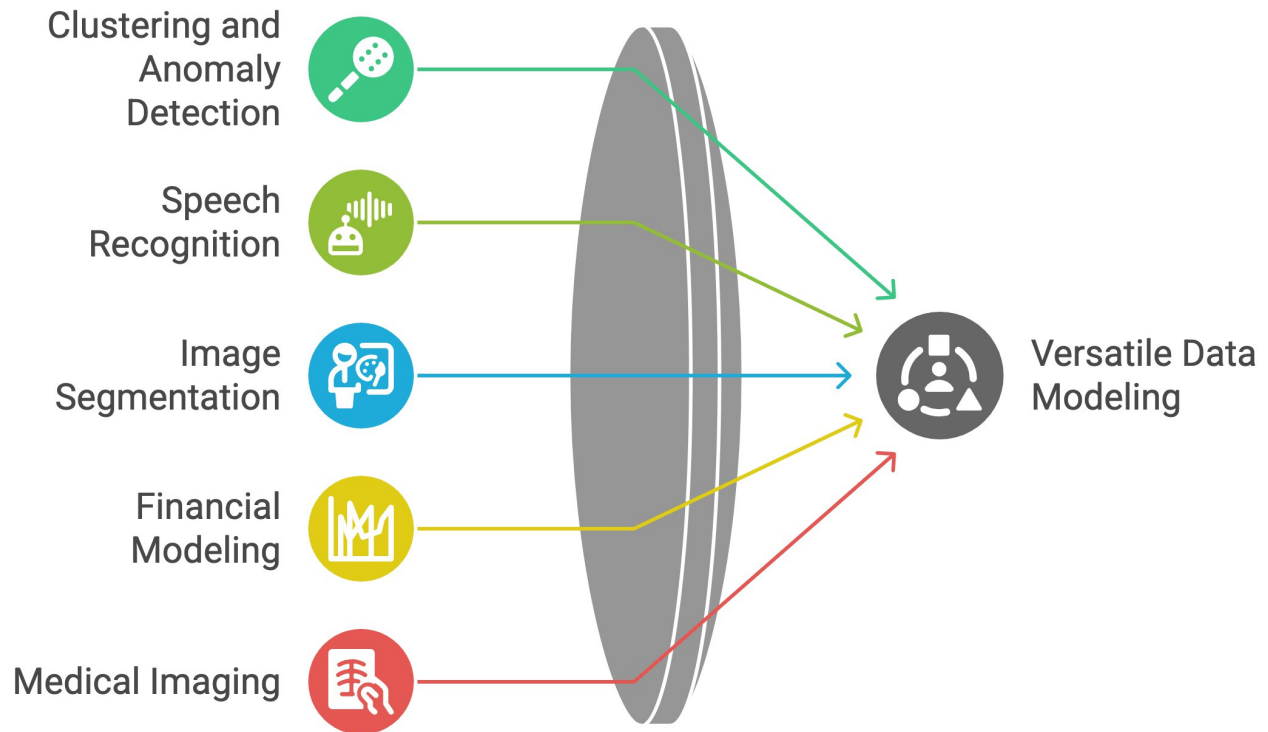 Clustering and
Anomaly
Detection
Speech
Recognition
Image
Segmentation
Financial
Modeling
Medical Imaging
Versatile Data
Modeling